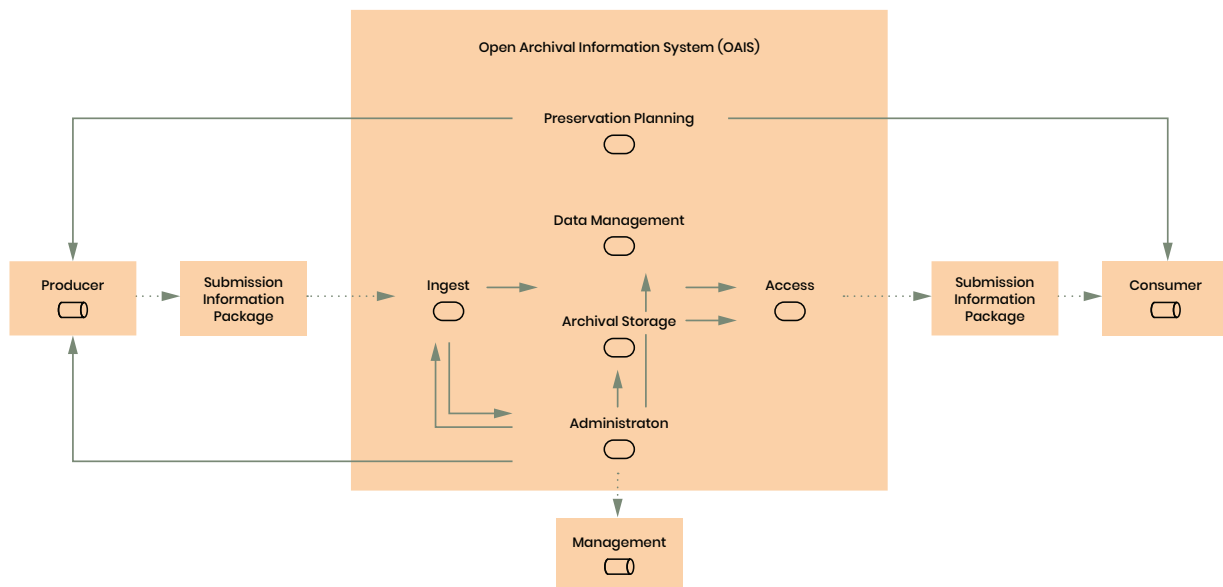 Open Archival Information System (OAIS)
Preservation Planning
Data Management
Producer
Submission
Information
Package
Ingest
Archival Storage
Access
Submission
Information
Package
Consumer
Administraton
Management